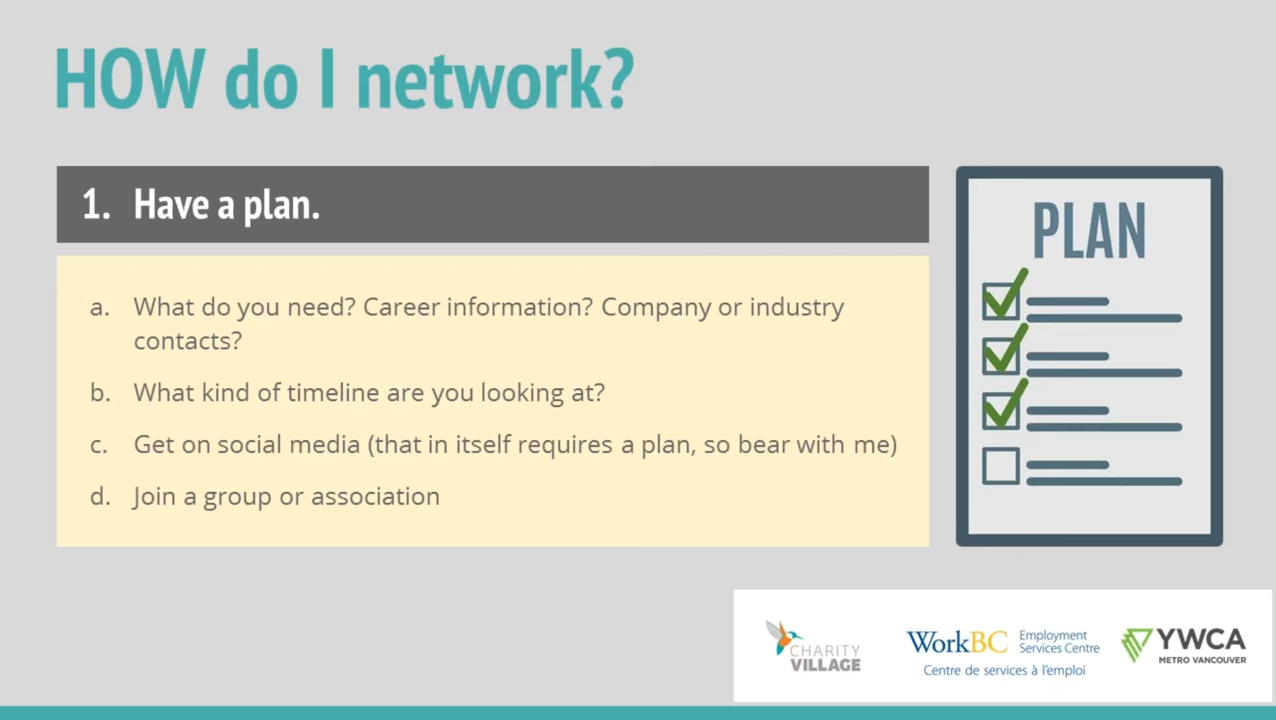 HOW do I network?
1. Have a plan.
a. What do you need? Career information? Company or industry
contacts?
b. What kind of timeline are you looking at?
c. Get on social media (that in itself requires a plan, so bear with me)
d. Join a group or association
PLAN
CHARITY
VILLAGE
WorkBC Employment
Services Centre
Centre de services à l'emploi
YWCA
METRO VANCOUVER